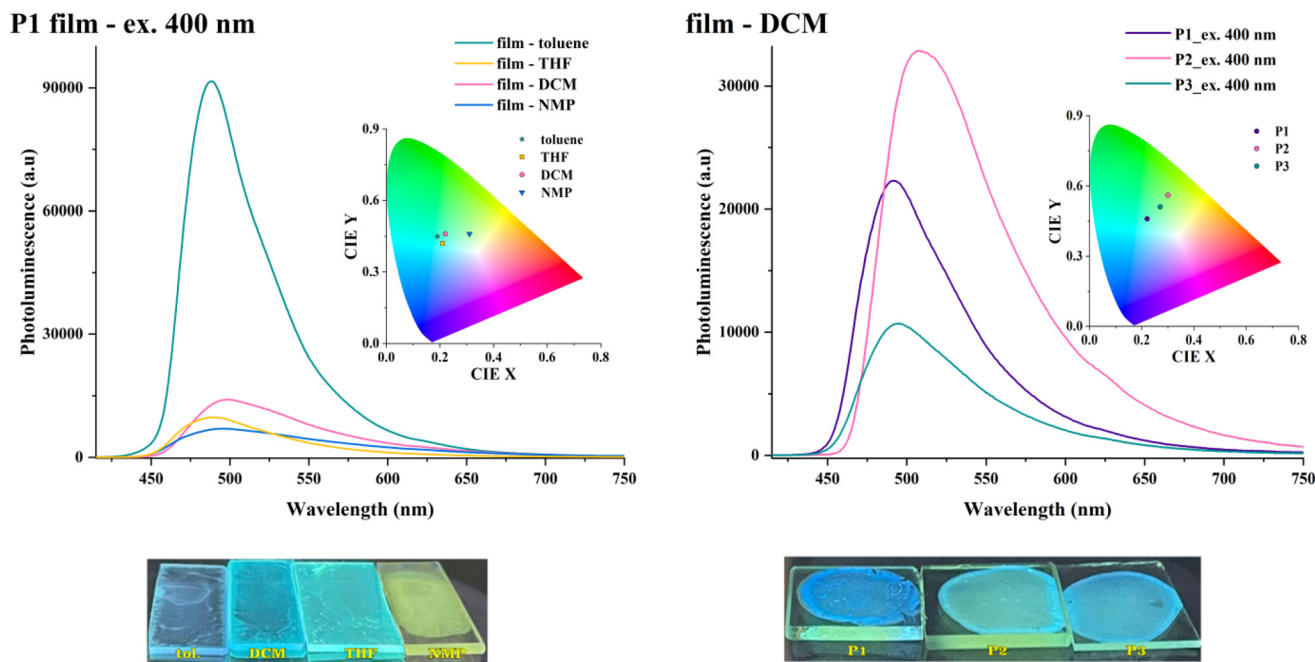 P1 film - ex. 400 nm
film - toluene
film - THF
film - DCM
film - NMP
Photoluminescence (a.u)
90000
60000
30000
0
450
500
550
600
650
700
750
Wavelength (nm)
CIE Y
0.9
0.6
0.3
0.0
0.0
0.2
0.4
0.6
0.8
CIE X
toluene
THF
DCM
NMP
tol.
DCM
THF
NMP
film - DCM
P1_ex. 400 nm
P2_ex. 400 nm
P3_ex. 400 nm
Photoluminescence (a.u)
30000
20000
10000
0
450
500
550
600
650
700
750
Wavelength (nm)
CIE Y
0.9
0.6
0.3
0.0
0.0
0.2
0.4
0.6
0.8
CIE X
P1
P2
P3
P1
P2
P3